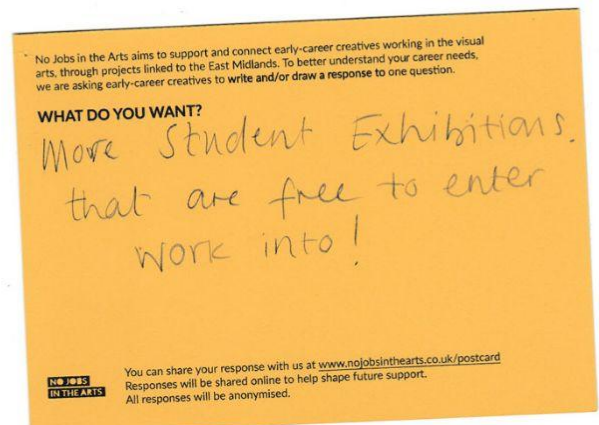 No Jobs in the Arts aims to support and connect early-career creatives working in the visual
arts, through projects linked to the East Midlands. To better understand your career needs,
we are asking early-career creatives to write and/or draw a response to one question.
WHAT DO YOU WANT?
More Student Exhibitions.
that are free to enter
work into!
NO JOBS
IN THE ARTS
You can share your response with us at www.nojobsinthearts.co.uk/postcard
Responses will be shared online to help shape future support.
All responses will be anonymised.